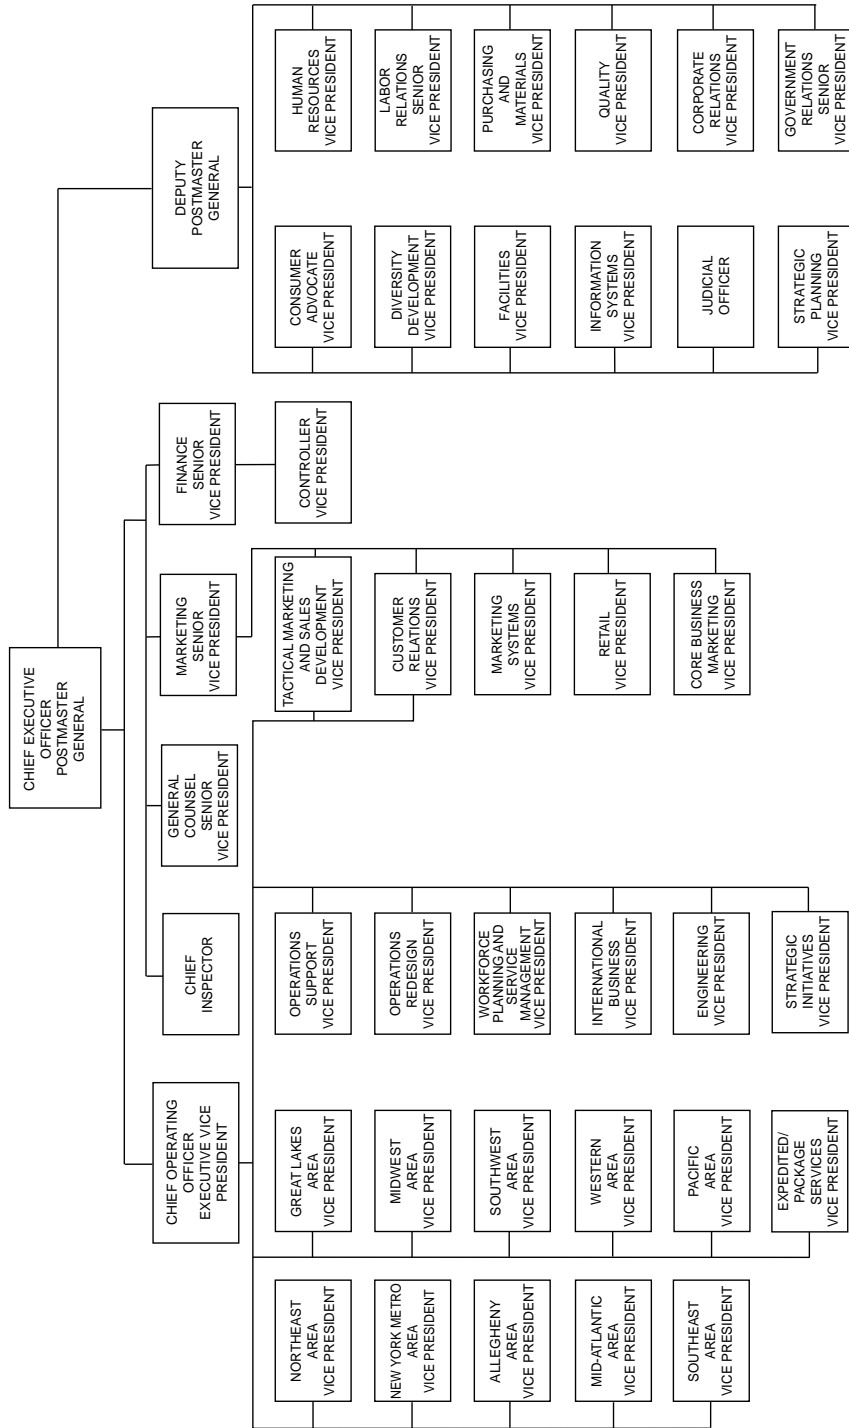 CHIEF EXECUTIVE
OFFICER
POSTMASTER
GENERAL
CHIEF OPERATING
OFFICER
EXECUTIVE VICE
PRESIDENT
CHIEF
INSPECTOR
GENERAL
COUNSEL
SENIOR
VICE PRESIDENT
MARKETING
SENIOR
VICE PRESIDENT
FINANCE
SENIOR
VICE PRESIDENT
DEPUTY
POSTMASTER
GENERAL
NORTHEAST
AREA
VICE PRESIDENT
GREAT LAKES
AREA
VICE PRESIDENT
OPERATIONS
SUPPORT
VICE PRESIDENT
TACTICAL MARKETING
AND SALES
DEVELOPMENT
VICE PRESIDENT
CONTROLLER
VICE PRESIDENT
CONSUMER
ADVOCATE
VICE PRESIDENT
HUMAN
RESOURCES
VICE PRESIDENT
NEW YORK METRO
AREA
VICE PRESIDENT
MIDWEST
AREA
VICE PRESIDENT
OPERATIONS
REDESIGN
VICE PRESIDENT
CUSTOMER
RELATIONS
VICE PRESIDENT
DIVERSITY
DEVELOPMENT
VICE PRESIDENT
LABOR
RELATIONS
SENIOR
VICE PRESIDENT
ALLEGHENY
AREA
VICE PRESIDENT
SOUTHWEST
AREA
VICE PRESIDENT
WORKFORCE
PLANNING AND
SERVICE
MANAGEMENT
VICE PRESIDENT
MARKETING
SYSTEMS
VICE PRESIDENT
FACILITIES
VICE PRESIDENT
PURCHASING
AND
MATERIALS
VICE PRESIDENT
MID-ATLANTIC
AREA
VICE PRESIDENT
WESTERN
AREA
VICE PRESIDENT
INTERNATIONAL
BUSINESS
VICE PRESIDENT
RETAIL
VICE PRESIDENT
INFORMATION
SYSTEMS
VICE PRESIDENT
QUALITY
VICE PRESIDENT
SOUTHEAST
AREA
VICE PRESIDENT
PACIFIC
AREA
VICE PRESIDENT
ENGINEERING
VICE PRESIDENT
CORE BUSINESS
MARKETING
VICE PRESIDENT
JUDICIAL
OFFICER
CORPORATE
RELATIONS
VICE PRESIDENT
EXPEDITED/
PACKAGE
SERVICES
VICE PRESIDENT
STRATEGIC
INITIATIVES
VICE PRESIDENT
STRATEGIC
PLANNING
VICE PRESIDENT
GOVERNMENT
RELATIONS
SENIOR
VICE PRESIDENT